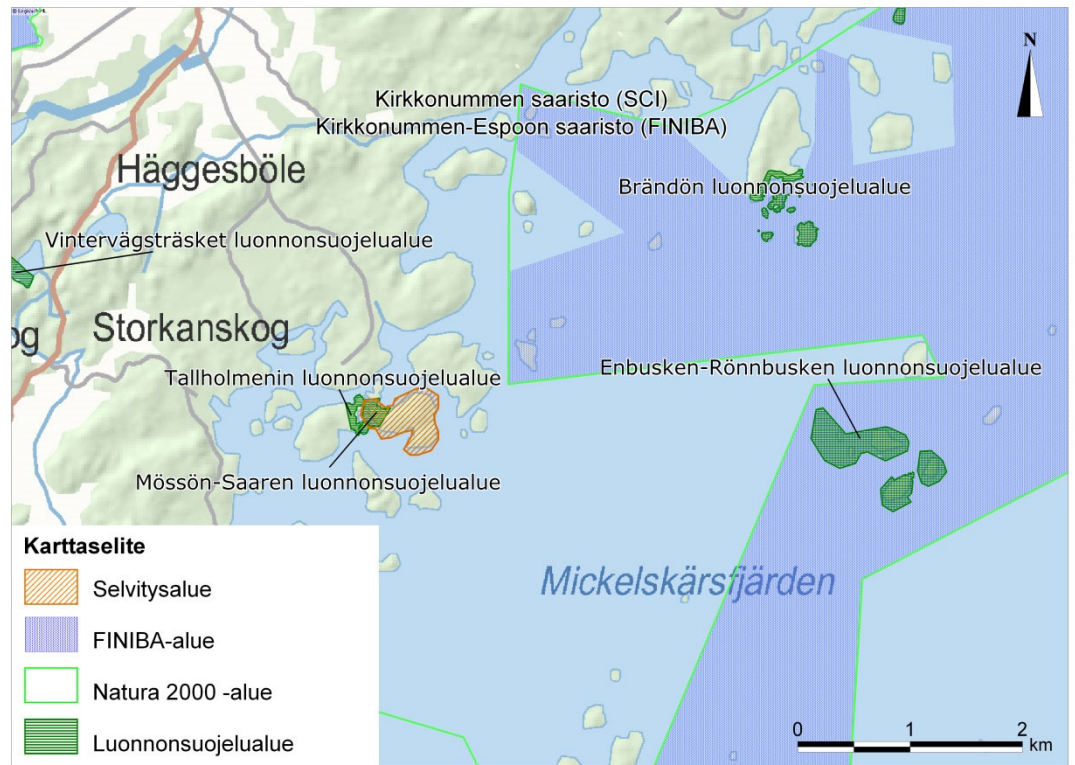 N
Kirkkonummen saaristo (SCI)
Kirkkonummen-Espoon saaristo (FINIBA)
Häggesböle
Brändön luonnonsuojelualue
Vintervägsträsket luonnonsuojelualue
og
Storkanskog
Tallholmenin luonnonsuojelualue
Enbusken-Rönnbusken luonnonsuojelualue
Mössön-Saaren luonnonsuojelualue
Mickelskärsfjärden
Karttaselite
Selvitysalue
FINIBA-alue
Natura 2000 -alue
Luonnonsuojelualue
0 1 2
km